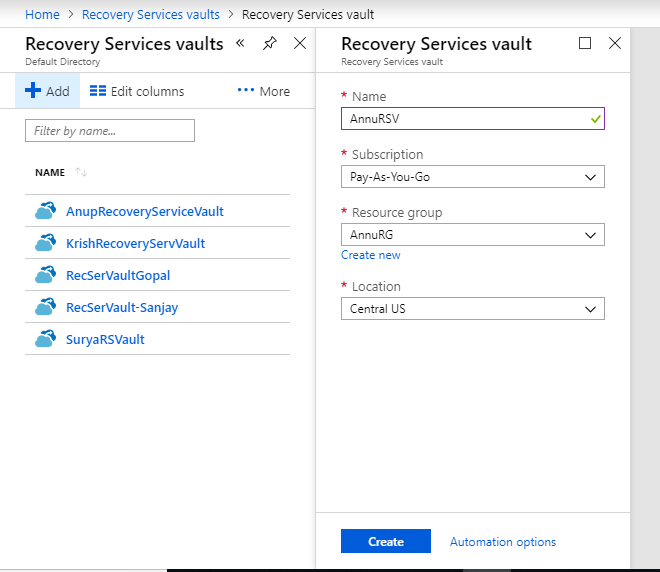 Home > Recovery Services vaults > Recovery Services vault
Recovery Services vaults
Default Directory
Add Edit columns More
Filter by name...
NAME
AnupRecoveryServiceVault
KrishRecoveryServVault
RecSerVaultGopal
RecSerVault-Sanjay
SuryaRSVault
Recovery Services vault
Recovery Services vault
* Name
AnnuRSV
* Subscription
Pay-As-You-Go
* Resource group
AnnuRG
Create new
* Location
Central US
Create Automation options